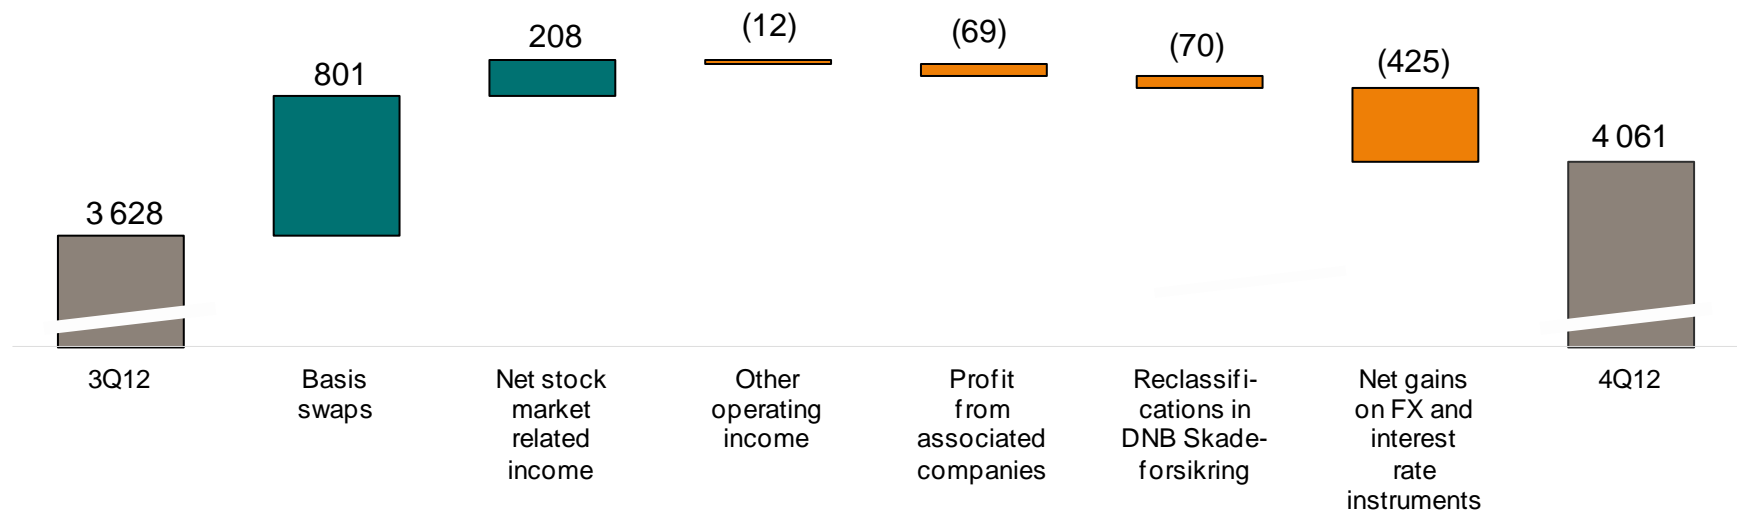 3 628
801
208
(12)
(69)
(70)
(425)
4 061
3Q12
Basis
swaps
Net stock
market
related
income
Other
operating
income
Profit
from
associated
companies
Reclassifi-
cations in
DNB Skade-
forsikring
Net gains
on FX and
interest
rate
instruments
4Q12